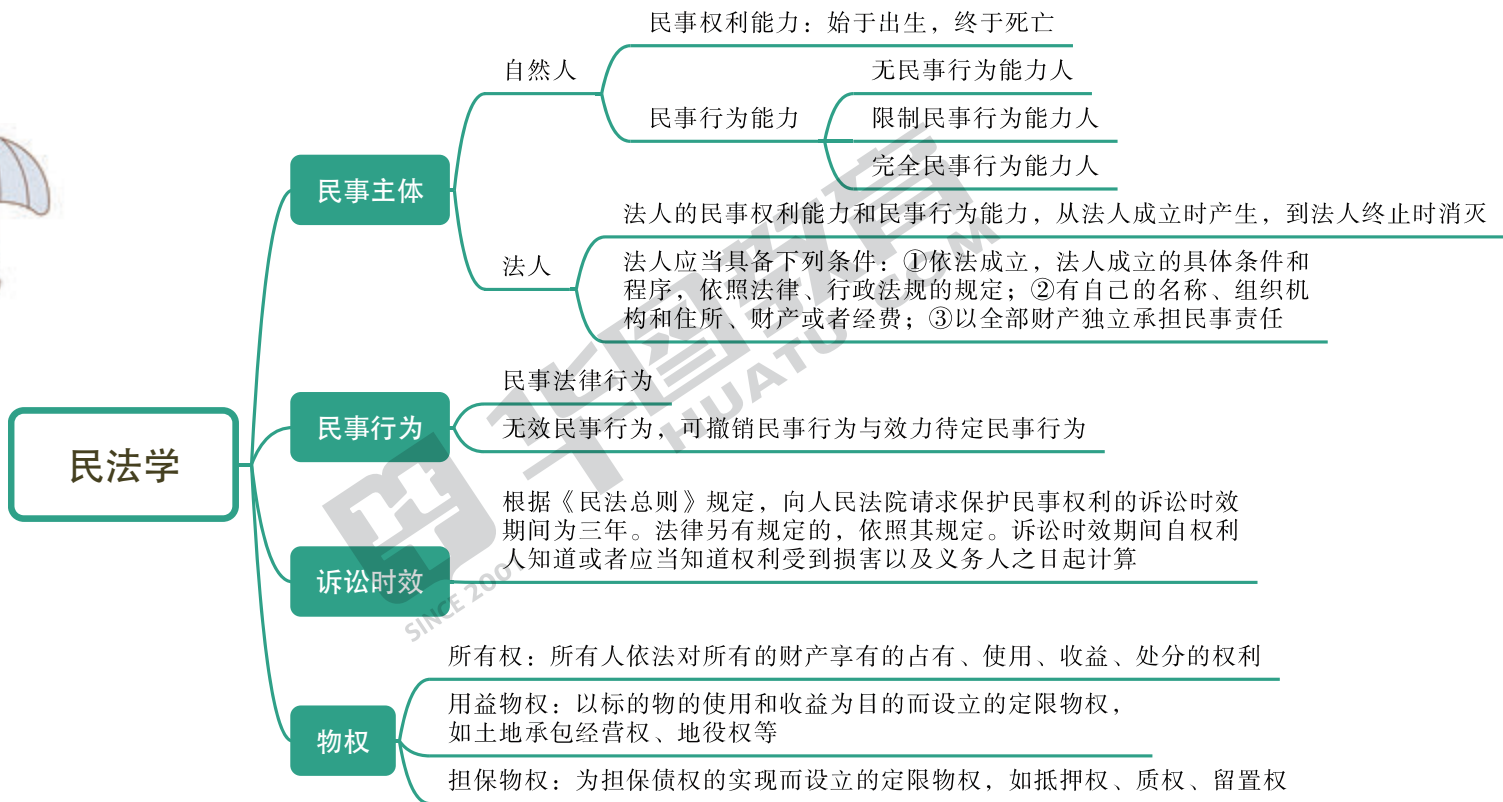 民法学
民事主体
自然人
民事权利能力：始于出生，终于死亡
民事行为能力
无民事行为能力人
限制民事行为能力人
完全民事行为能力人
法人
法人的民事权利能力和民事行为能力，从法人成立时产生，到法人终止时消灭
法人应当具备下列条件：①依法成立，法人成立的具体条件和
程序，依照法律、行政法规的规定；②有自己的名称、组织机
构和住所、财产或者经费；③以全部财产独立承担民事责任
民事行为
民事法律行为
无效民事行为，可撤销民事行为与效力待定民事行为
诉讼时效
根据《民法总则》规定，向人民法院请求保护民事权利的诉讼时效
期间为三年。法律另有规定的，依照其规定。诉讼时效期间自权利
人知道或者应当知道权利受到损害以及义务人之日起计算
物权
所有权：所有人依法对所有的财产享有的占有、使用、收益、处分的权利
用益物权：以标的物的使用和收益为目的而设立的定限物权，
如土地承包经营权、地役权等
担保物权：为担保债权的实现而设立的定限物权，如抵押权、质权、留置权
华图教育
HUATU.COM
SINCE 2001